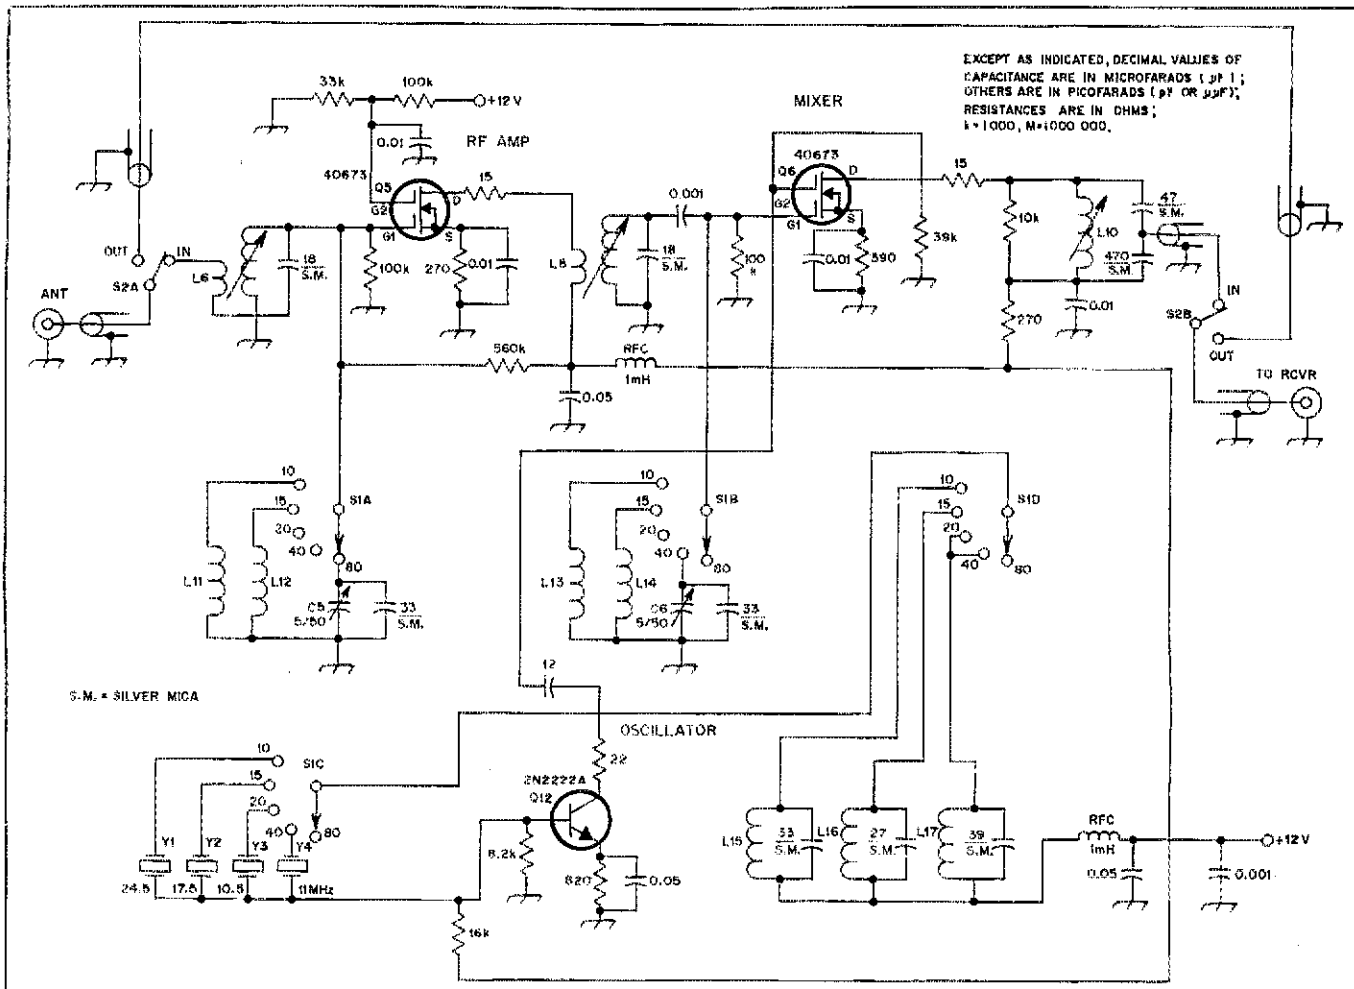 EXCEPT AS INDICATED, DECIMAL VALUES OF
CAPACITANCE ARE IN MICROFARADS ( µF ) ;
OTHERS ARE IN PICOFARADS ( pF OR µµF);
RESISTANCES ARE IN OHMS ;
k=1000, M=1000 000.
33k
100k
+12V
0.01
RF AMP
MIXER
40673
Q5
G2
G1
D
S
15
0.001
40673
Q6
G2
G1
D
S
15
OUT
IN
S2A
L6
18
S.M.
100k
270
0.01
L8
18
S.M.
100
k
0.01
390
39k
10k
L10
47
S.M.
470
S.M.
0.01
270
ANT
IN
S2B
OUT
TO RCVR
560k
RFC
1mH
0.05
10
15
20
40
80
S1A
L11
L12
C5
5/50
33
S.M.
10
15
20
40
80
S1B
L13
L14
C6
5/50
33
S.M.
10
15
20
40
80
S1D
S.M. = SILVER MICA
12
OSCILLATOR
22
2N2222A
Q12
10
15
20
40
80
S1C
Y1
Y2
Y3
Y4
24.5
17.5
10.5
11MHz
8.2k
820
0.05
16k
L15
33
S.M.
L16
27
S.M.
L17
39
S.M.
RFC
1mH
+12V
0.05
0.001